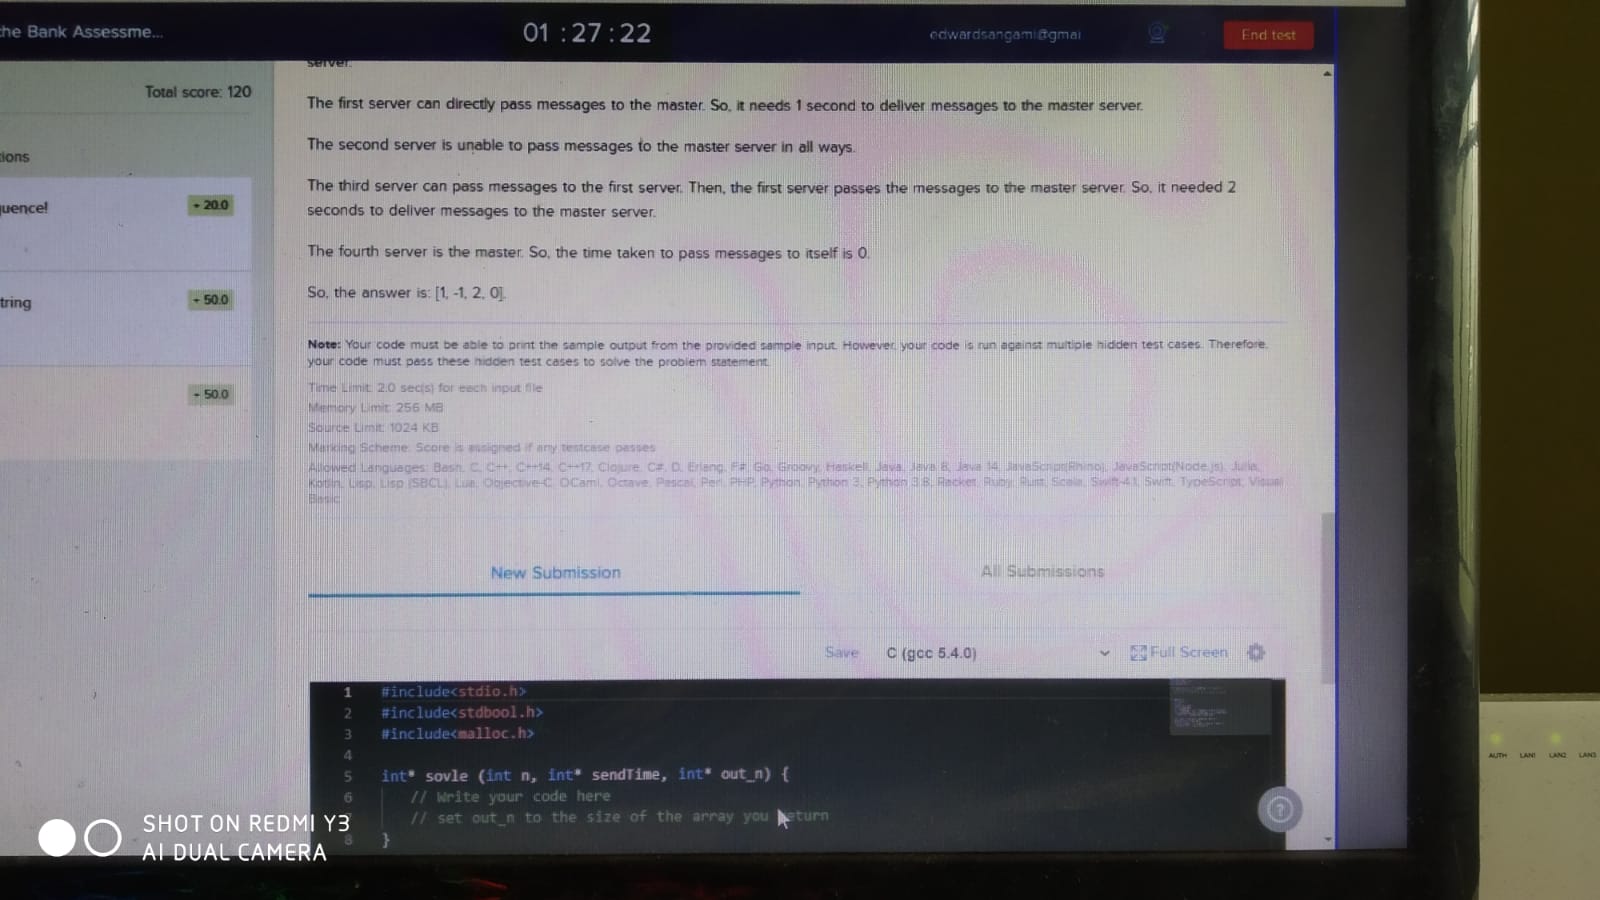 the Bank Assessme...
01 : 27 : 22
edwardsangami@gmai
End test
Total score: 120
ions
uence!
+ 20.0
tring
+ 50.0
+ 50.0
server.
The first server can directly pass messages to the master. So, it needs 1 second to deliver messages to the master server.
The second server is unable to pass messages to the master server in all ways.
The third server can pass messages to the first server. Then, the first server passes the messages to the master server. So, it needed 2
seconds to deliver messages to the master server.
The fourth server is the master. So, the time taken to pass messages to itself is 0.
So, the answer is: [1, -1, 2, 0].
Note: Your code must be able to print the sample output from the provided sample input. However, your code is run against multiple hidden test cases. Therefore,
your code must pass these hidden test cases to solve the problem statement.
Time Limit: 2.0 sec(s) for each input file
Memory Limit: 256 MB
Source Limit: 1024 KB
Marking Scheme: Score is assigned if any testcase passes
Allowed Languages: Bash, C, C++, C++14, C++17, Clojure, C#, D, Erlang, F#, Go, Groovy, Haskell, Java, Java 8, Java 14, JavaScript(Rhino), JavaScript(Node.js), Julia,
Kotlin, Lisp, Lisp (SBCL), Lua, Objective-C, OCaml, Octave, Pascal, Perl, PHP, Python, Python 3, Python 3.8, Racket, Ruby, Rust, Scala, Swift-4.1, Swift, TypeScript, Visual
Basic
New Submission
All Submissions
Save
C (gcc 5.4.0)
Full Screen
1 #include<stdio.h>
2 #include<stdbool.h>
3 #include<malloc.h>
4
5 int* sovle (int n, int* sendTime, int* out_n) {
6 // Write your code here
// set out_n to the size of the array you return
8 }
?
SHOT ON REDMI Y3
AI DUAL CAMERA
AUTH LAN1 LAN2 LAN3